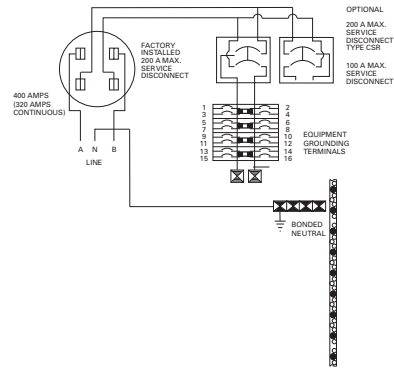 OPTIONAL
200 A MAX.
SERVICE
DISCONNECT
TYPE CSR
100 A MAX.
SERVICE
DISCONNECT
FACTORY
INSTALLED
200 A MAX.
SERVICE
DISCONNECT
400 AMPS
(320 AMPS
CONTINUOUS)
A N B
LINE
1 2
3 4
5 6
7 8
9 10
11 12
13 14
15 16
EQUIPMENT
GROUNDING
TERMINALS
BONDED
NEUTRAL